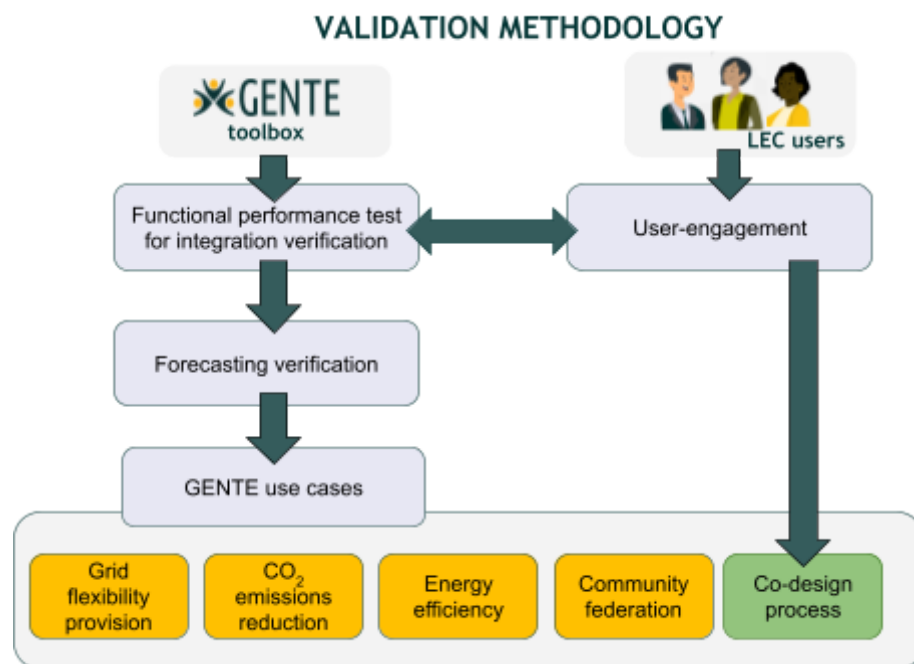 VALIDATION METHODOLOGY
GENTE
toolbox
LEC users
Functional performance test
for integration verification
User-engagement
Forecasting verification
GENTE use cases
Grid
flexibility
provision
CO₂
emissions
reduction
Energy
efficiency
Community
federation
Co-design
process